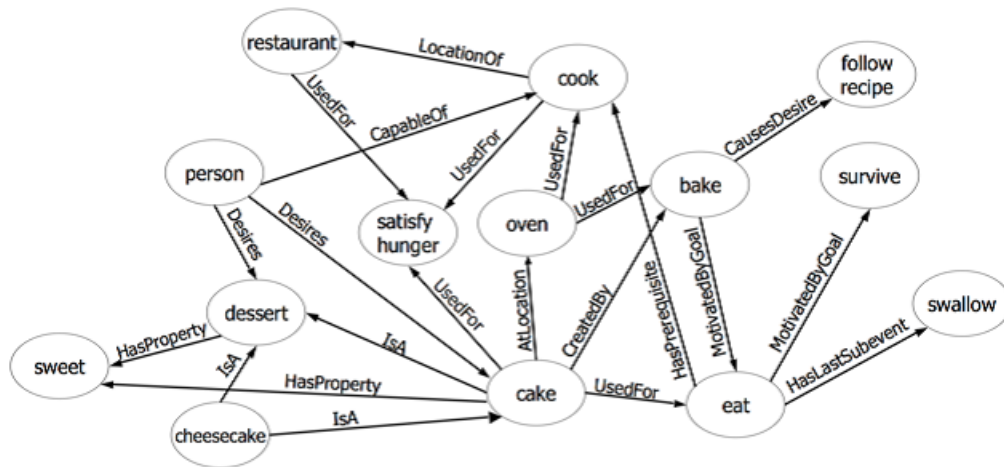 restaurant
LocationOf
cook
follow
recipe
UsedFor
CapableOf
UsedFor
UsedFor
CausesDesire
person
UsedFor
bake
survive
Desires
Desires
satisfy
hunger
oven
dessert
UsedFor
AtLocation
CreatedBy
HasPrerequisite
MotivatedByGoal
MotivatedByGoal
swallow
HasProperty
IsA
sweet
IsA
HasProperty
cake
UsedFor
eat
HasLastSubevent
cheesecake
IsA